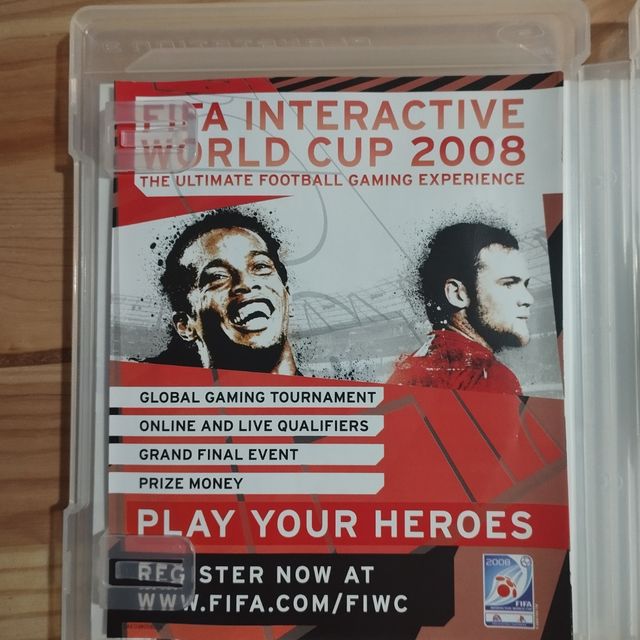 FIFA INTERACTIVE
WORLD CUP 2008
THE ULTIMATE FOOTBALL GAMING EXPERIENCE
GLOBAL GAMING TOURNAMENT
ONLINE AND LIVE QUALIFIERS
GRAND FINAL EVENT
PRIZE MONEY
PLAY YOUR HEROES
REGISTER NOW AT
WWW.FIFA.COM/FIWC
2008
FIFA